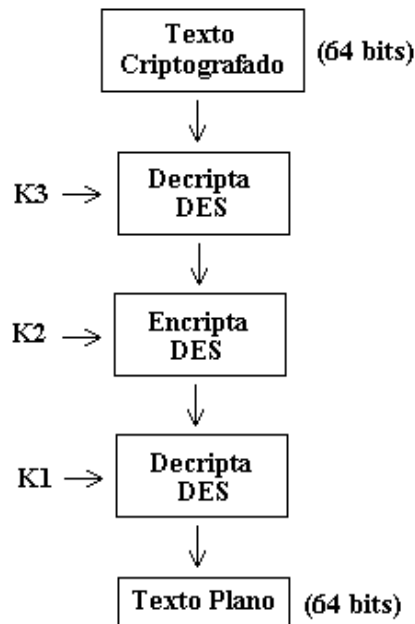 Texto
Criptografado
(64 bits)
K3
Decripta
DES
K2
Encripta
DES
K1
Decripta
DES
Texto Plano
(64 bits)